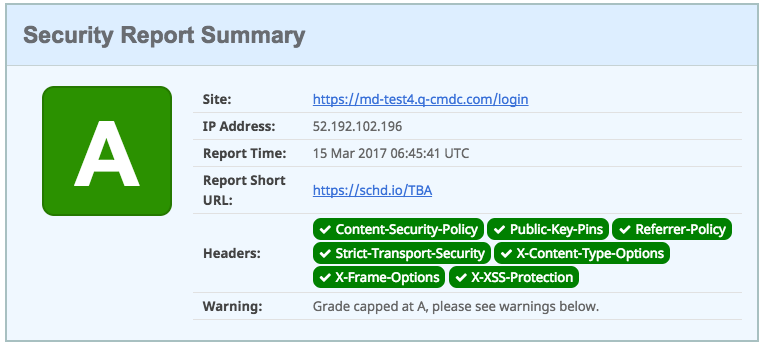 Security Report Summary
A
Site: https://md-test4.q-cmdc.com/login
IP Address: 52.192.102.196
Report Time: 15 Mar 2017 06:45:41 UTC
Report Short
URL: https://schd.io/TBA
Headers: Content-Security-Policy Public-Key-Pins Referrer-Policy
Strict-Transport-Security X-Content-Type-Options
X-Frame-Options X-XSS-Protection
Warning: Grade capped at A, please see warnings below.